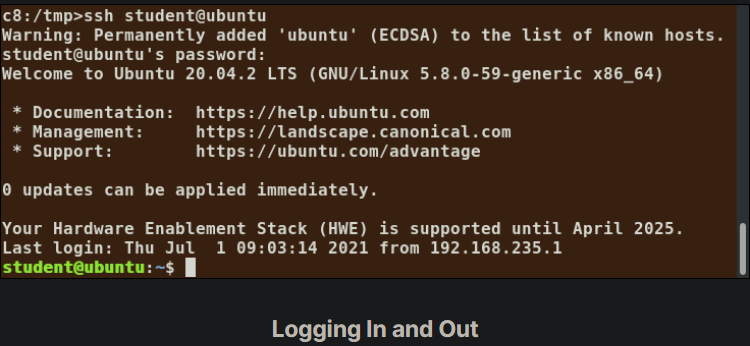 c8:/tmp>ssh student@ubuntu
Warning: Permanently added 'ubuntu' (ECDSA) to the list of known hosts.
student@ubuntu's password:
Welcome to Ubuntu 20.04.2 LTS (GNU/Linux 5.8.0-59-generic x86_64)
* Documentation:  https://help.ubuntu.com
* Management:     https://landscape.canonical.com
* Support:        https://ubuntu.com/advantage
0 updates can be applied immediately.
Your Hardware Enablement Stack (HWE) is supported until April 2025.
Last login: Thu Jul  1 09:03:14 2021 from 192.168.235.1
student@ubuntu:~$
Logging In and Out